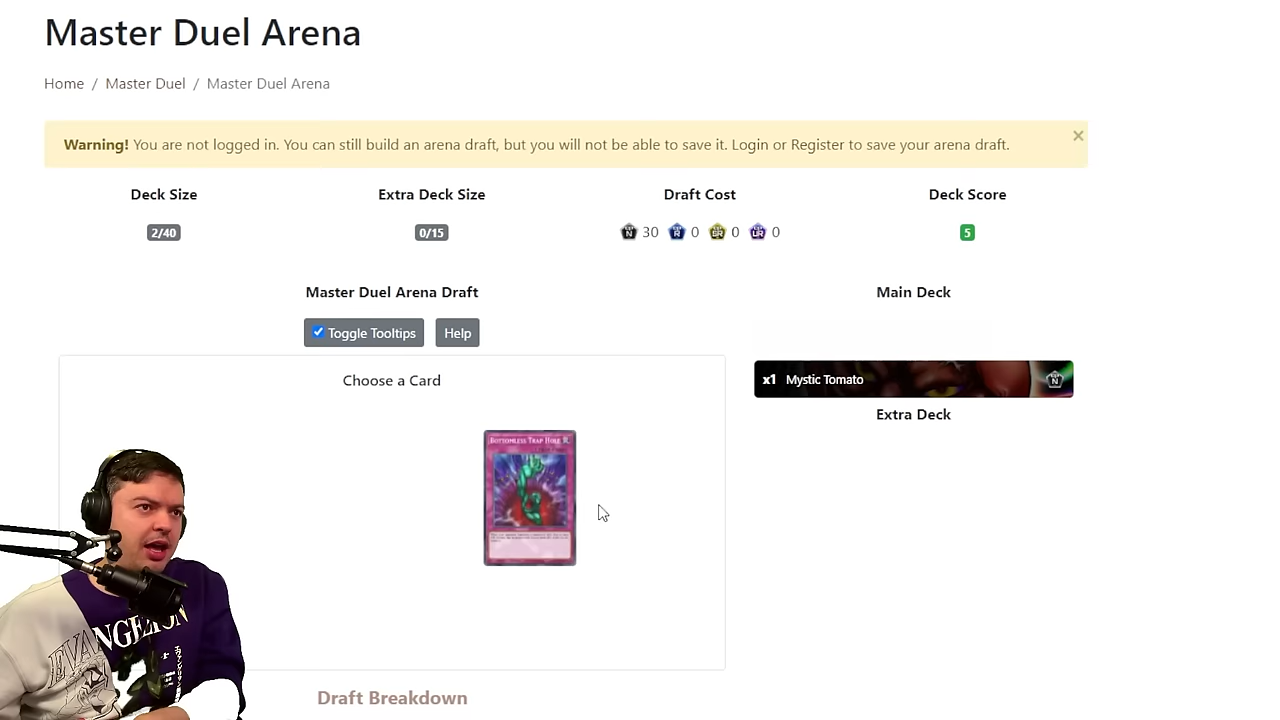 Master Duel Arena
Home / Master Duel / Master Duel Arena
Warning! You are not logged in. You can still build an arena draft, but you will not be able to save it. Login or Register to save your arena draft.
×
Deck Size
Extra Deck Size
Draft Cost
Deck Score
2/40
0/15
N 30 R 0 SR 0 UR 0
5
Master Duel Arena Draft
Main Deck
Toggle Tooltips
Help
Choose a Card
x1 Mystic Tomato N
Extra Deck
Bottomless Trap Hole
EVANGELION
Draft Breakdown